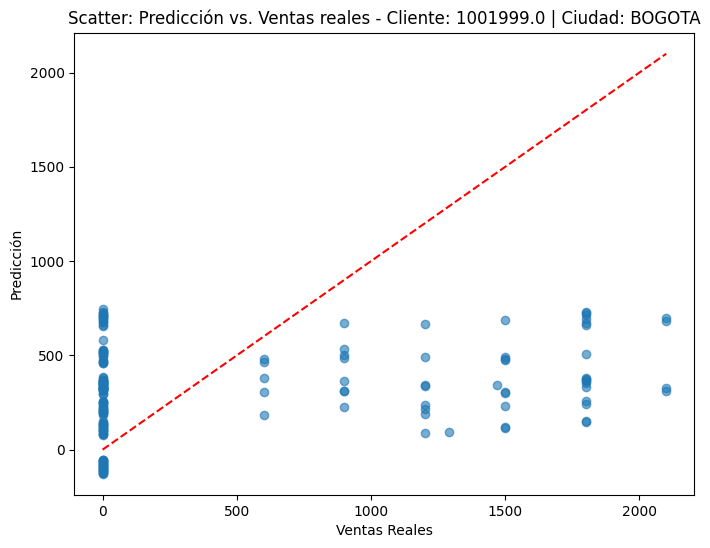 Scatter: Predicción vs. Ventas reales - Cliente: 1001999.0 | Ciudad: BOGOTA
2000
1500
1000
500
0
Predicción
0 500 1000 1500 2000
Ventas Reales